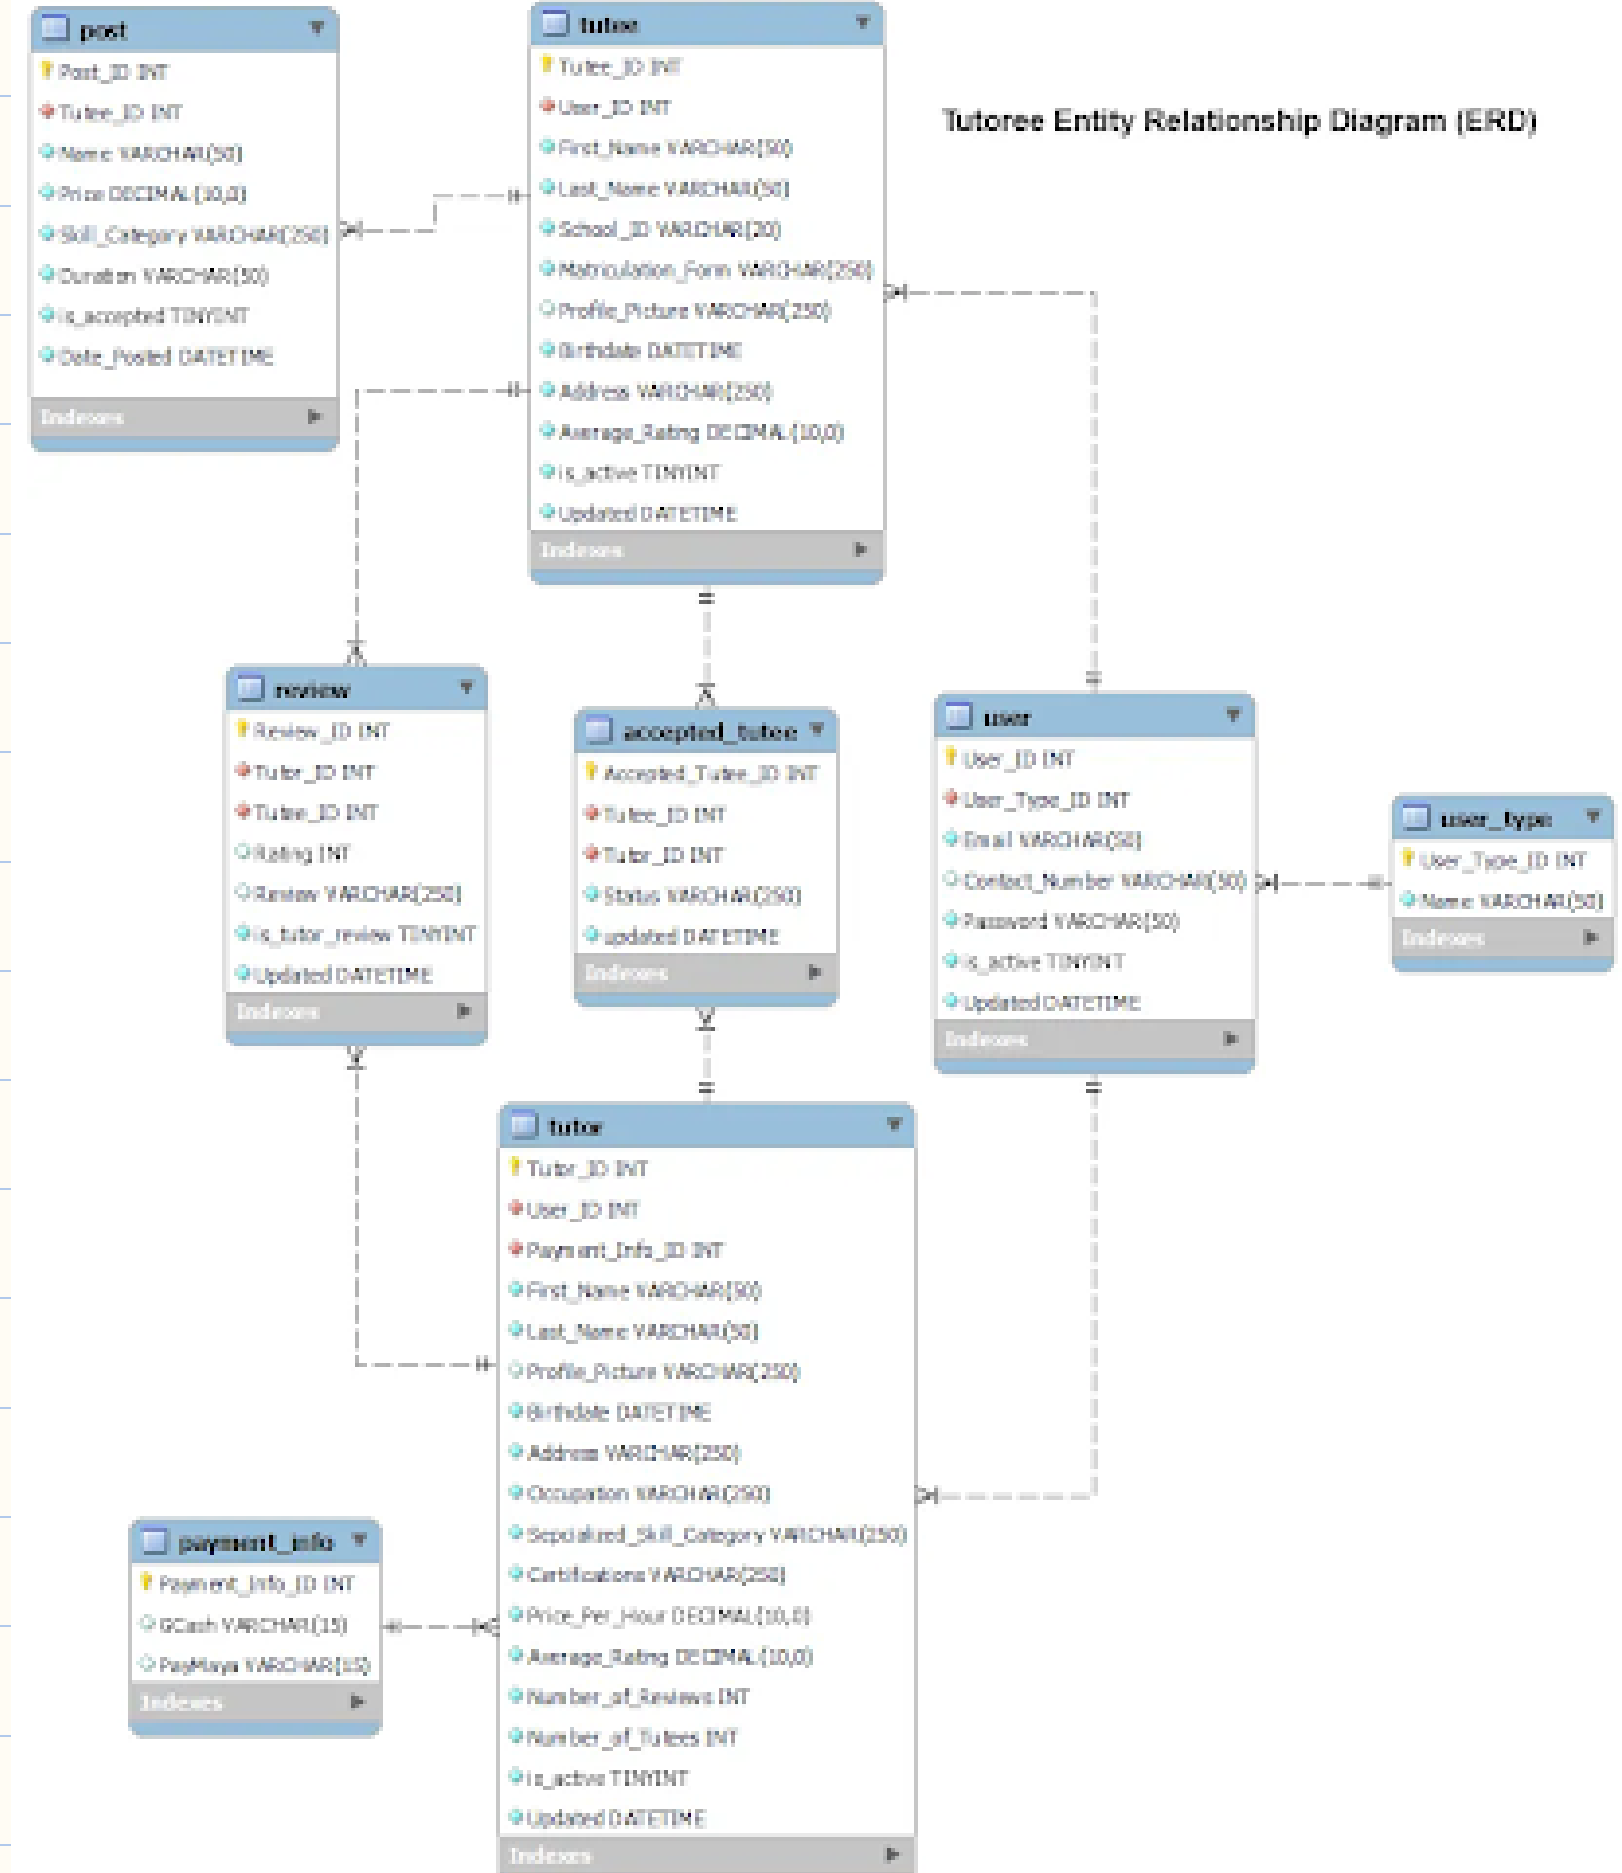 post
Post_ID INT
Tutee_ID INT
Name VARCHAR(50)
Price DECIMAL(10,0)
Skill_Category VARCHAR(250)
Duration VARCHAR(50)
is_accepted TINYINT
Date_Posted DATETIME
Indexes
tutee
Tutee_ID INT
User_ID INT
First_Name VARCHAR(50)
Last_Name VARCHAR(50)
School_ID VARCHAR(20)
Matriculation_Form VARCHAR(250)
Profile_Picture VARCHAR(250)
Birthdate DATETIME
Address VARCHAR(250)
Average_Rating DECIMAL(10,0)
is_active TINYINT
Updated DATETIME
Indexes
Tutoree Entity Relationship Diagram (ERD)
review
Review_ID INT
Tutor_ID INT
Tutee_ID INT
Rating INT
Review VARCHAR(250)
is_tutor_review TINYINT
Updated DATETIME
Indexes
accepted_tutee
Accepted_Tutee_ID INT
Tutee_ID INT
Tutor_ID INT
Status VARCHAR(250)
updated DATETIME
Indexes
user
User_ID INT
User_Type_ID INT
Email VARCHAR(50)
Contact_Number VARCHAR(50)
Password VARCHAR(50)
is_active TINYINT
Updated DATETIME
Indexes
user_type
User_Type_ID INT
Name VARCHAR(50)
Indexes
tutor
Tutor_ID INT
User_ID INT
Payment_Info_ID INT
First_Name VARCHAR(50)
Last_Name VARCHAR(50)
Profile_Picture VARCHAR(250)
Birthdate DATETIME
Address VARCHAR(250)
Occupation VARCHAR(250)
Sepcialized_Skill_Category VARCHAR(250)
Certifications VARCHAR(250)
Price_Per_Hour DECIMAL(10,0)
Average_Rating DECIMAL(10,0)
Number_of_Reviews INT
Number_of_Tutees INT
is_active TINYINT
Updated DATETIME
Indexes
payment_info
Payment_Info_ID INT
GCash VARCHAR(15)
PayMaya VARCHAR(15)
Indexes